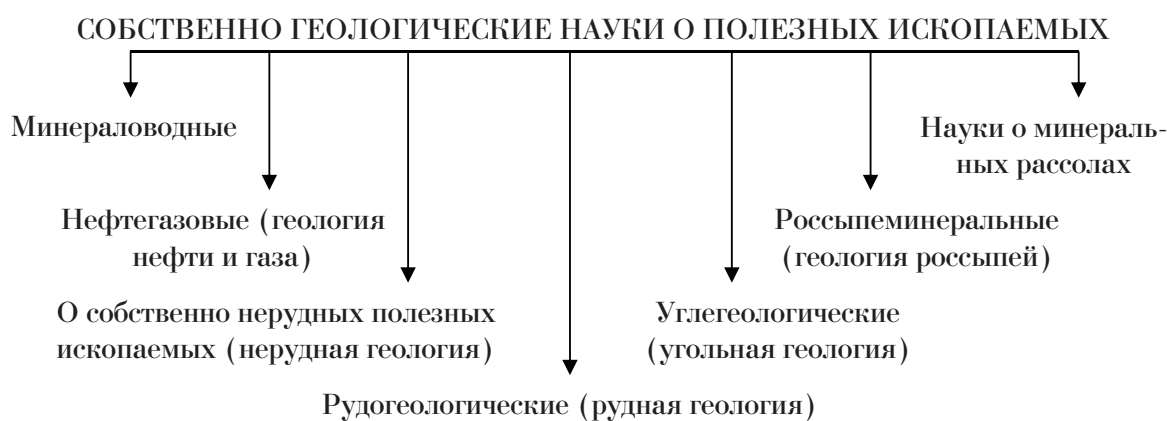 СОБСТВЕННО ГЕОЛОГИЧЕСКИЕ НАУКИ О ПОЛЕЗНЫХ ИСКОПАЕМЫХ
Минераловодные
Науки о минераль-
ных рассолах
Нефтегазовые (геология
нефти и газа)
Россыпеминеральные
(геология россыпей)
О собственно нерудных полезных
ископаемых (нерудная геология)
Углегеологические
(угольная геология)
Рудогеологические (рудная геология)